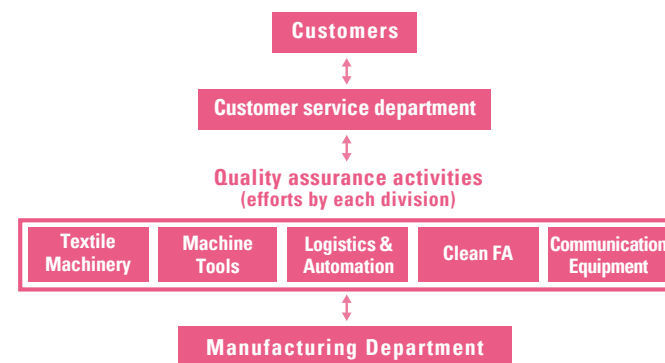 Customers
Customer service department
Quality assurance activities
(efforts by each division)
Textile
Machinery
Machine
Tools
Logistics &
Automation
Clean FA
Communication
Equipment
Manufacturing Department